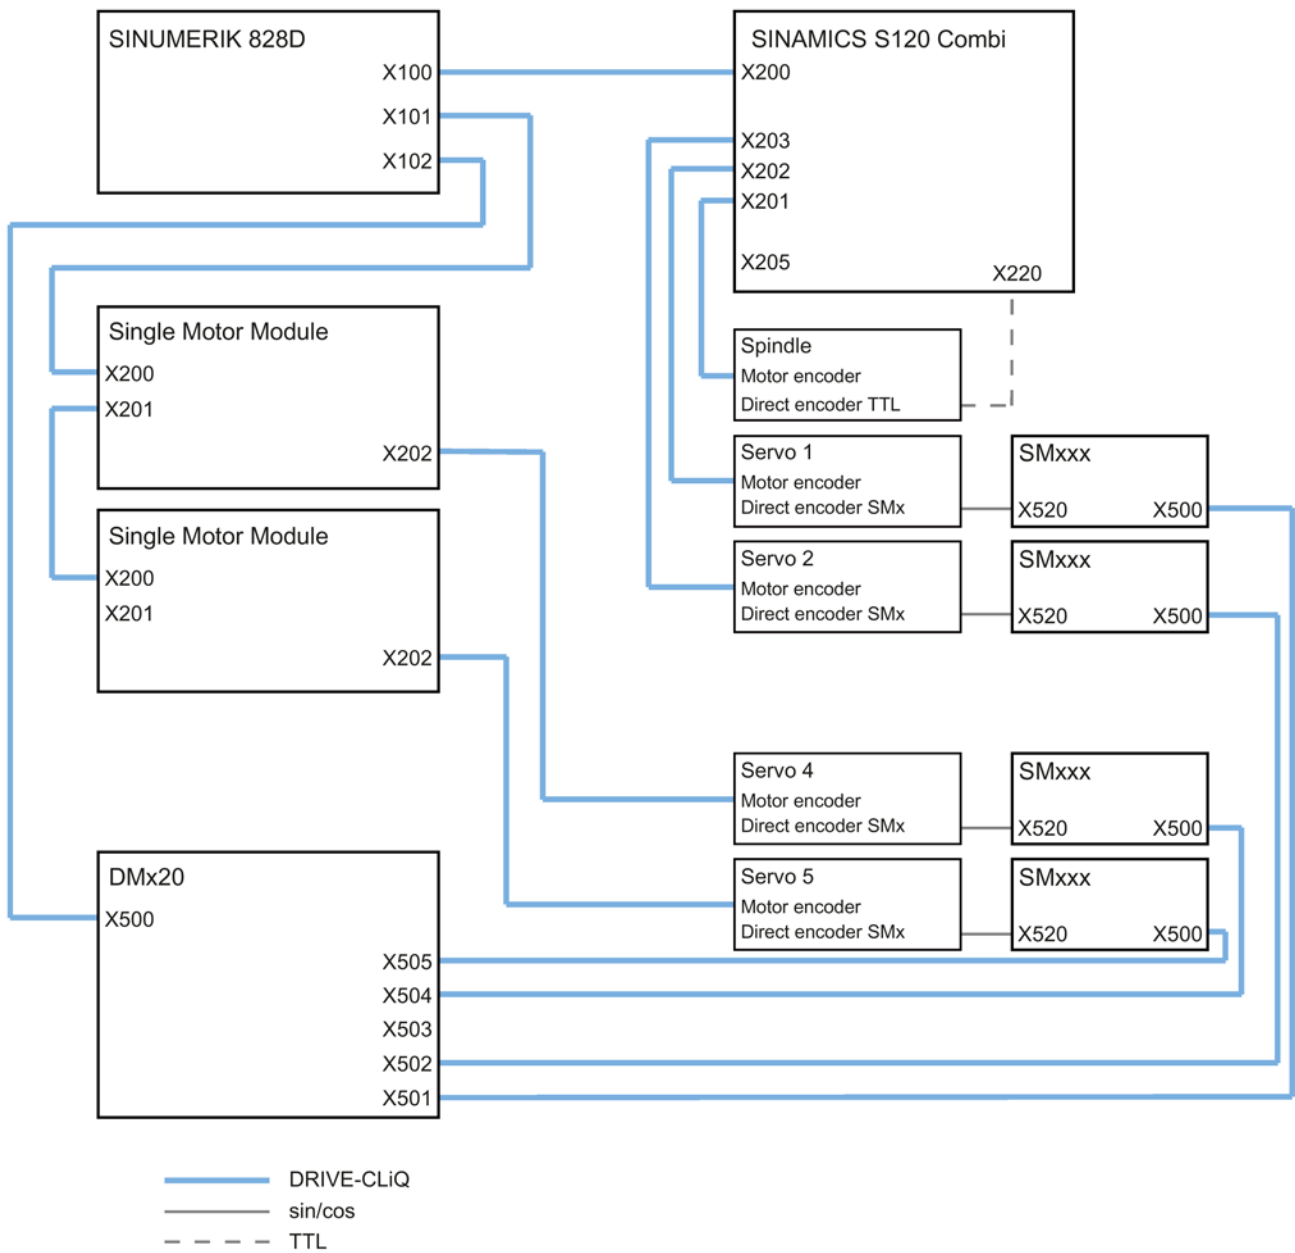 SINUMERIK 828D
X100
X101
X102
SINAMICS S120 Combi
X200
X203
X202
X201
X205
X220
Single Motor Module
X200
X201
X202
Single Motor Module
X200
X201
X202
Spindle
Motor encoder
Direct encoder TTL
Servo 1
Motor encoder
Direct encoder SMx
SMxxx
X520 X500
Servo 2
Motor encoder
Direct encoder SMx
SMxxx
X520 X500
Servo 4
Motor encoder
Direct encoder SMx
SMxxx
X520 X500
Servo 5
Motor encoder
Direct encoder SMx
SMxxx
X520 X500
DMx20
X500
X505
X504
X503
X502
X501
DRIVE-CLiQ
sin/cos
TTL